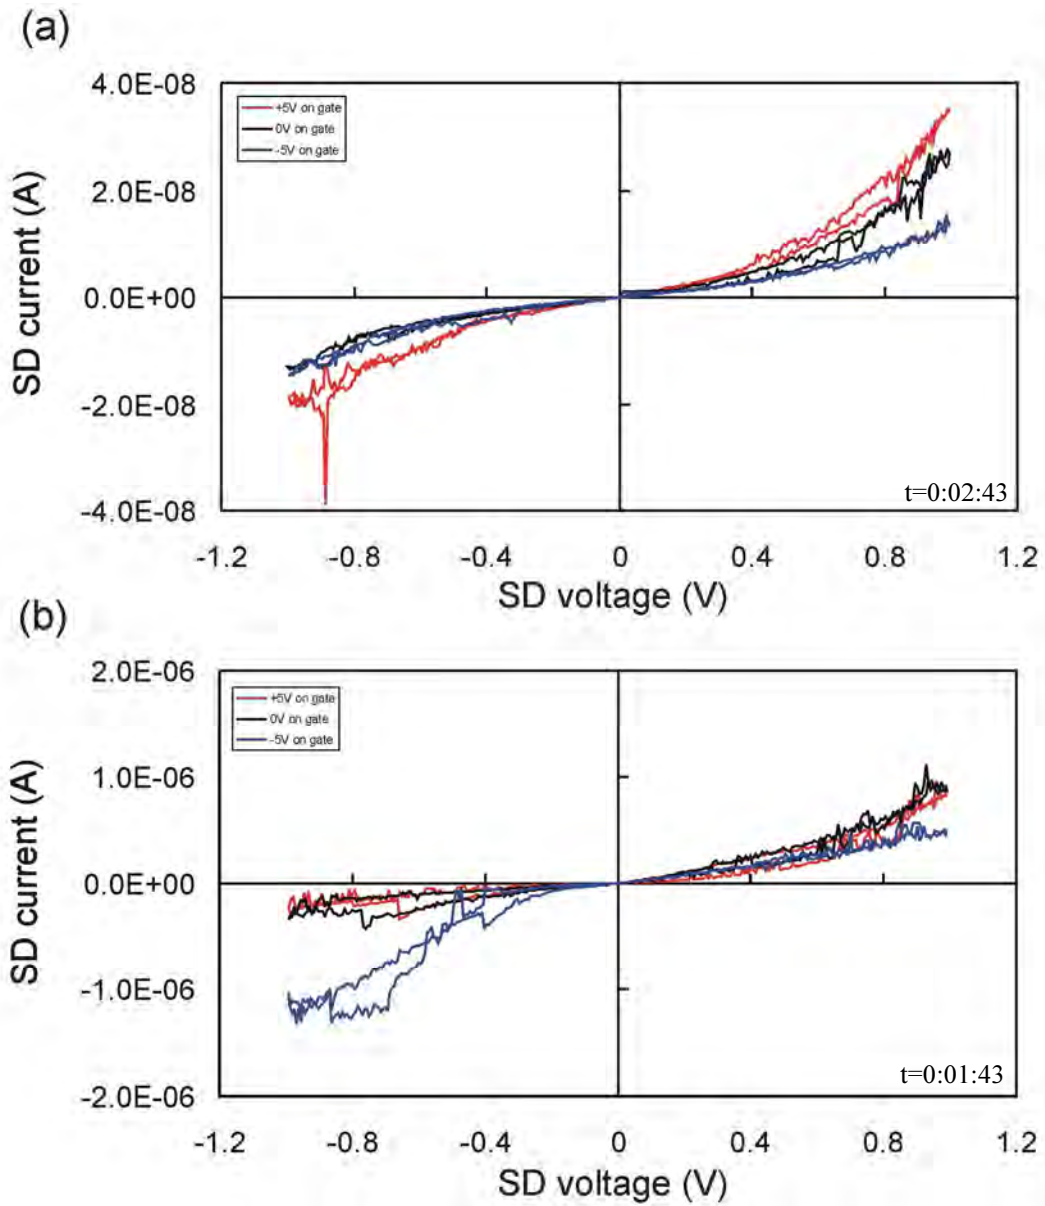 (a)
4.0E-08
2.0E-08
0.0E+00
-2.0E-08
-4.0E-08
SD current (A)
+5V on gate
0V on gate
-5V on gate
t=0:02:43
-1.2 -0.8 -0.4 0 0.4 0.8 1.2
SD voltage (V)
(b)
2.0E-06
1.0E-06
0.0E+00
-1.0E-06
-2.0E-06
SD current (A)
+5V on gate
0V on gate
-5V on gate
t=0:01:43
-1.2 -0.8 -0.4 0 0.4 0.8 1.2
SD voltage (V)